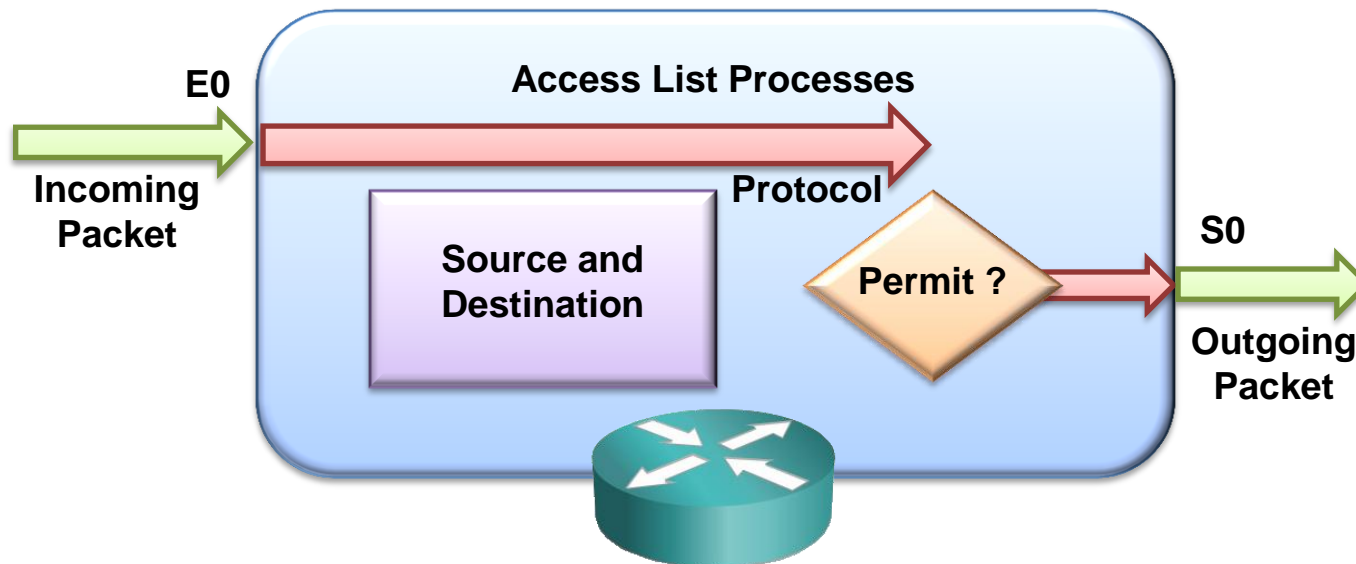 E0
Access List Processes
Incoming
Packet
Protocol
Source and
Destination
Permit ?
S0
Outgoing
Packet